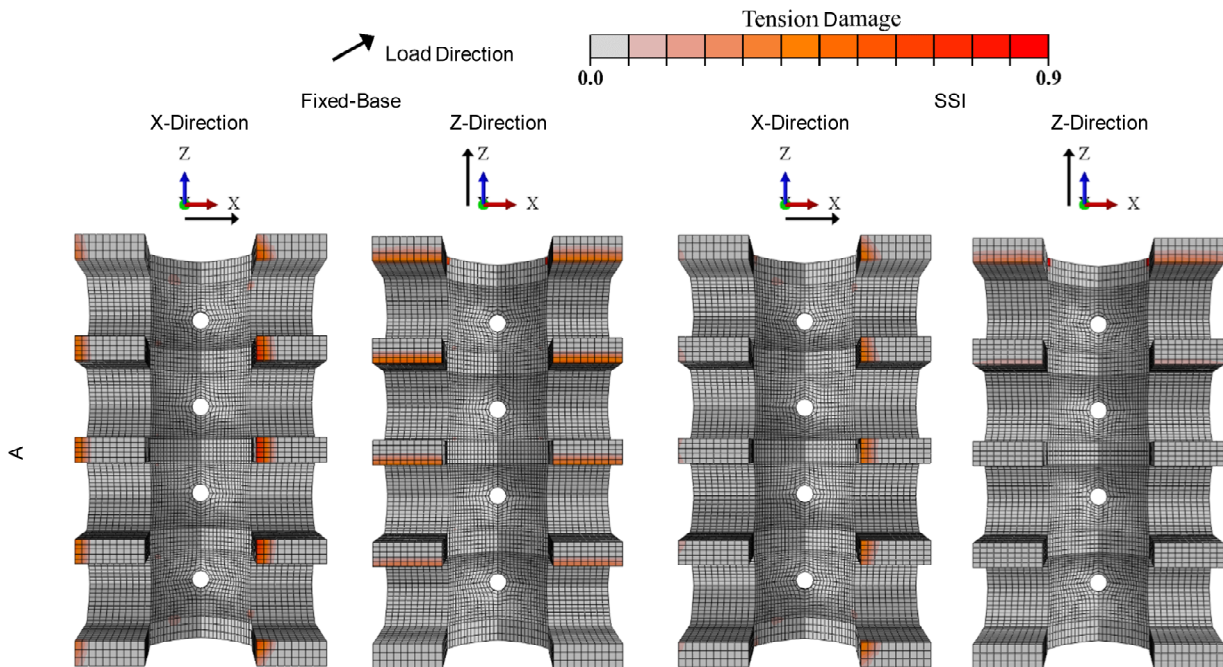 Tension Damage
Load Direction
0.0 0.9
Fixed-Base SSI
X-Direction Z-Direction X-Direction Z-Direction
Z Z Z Z
X X X X
A